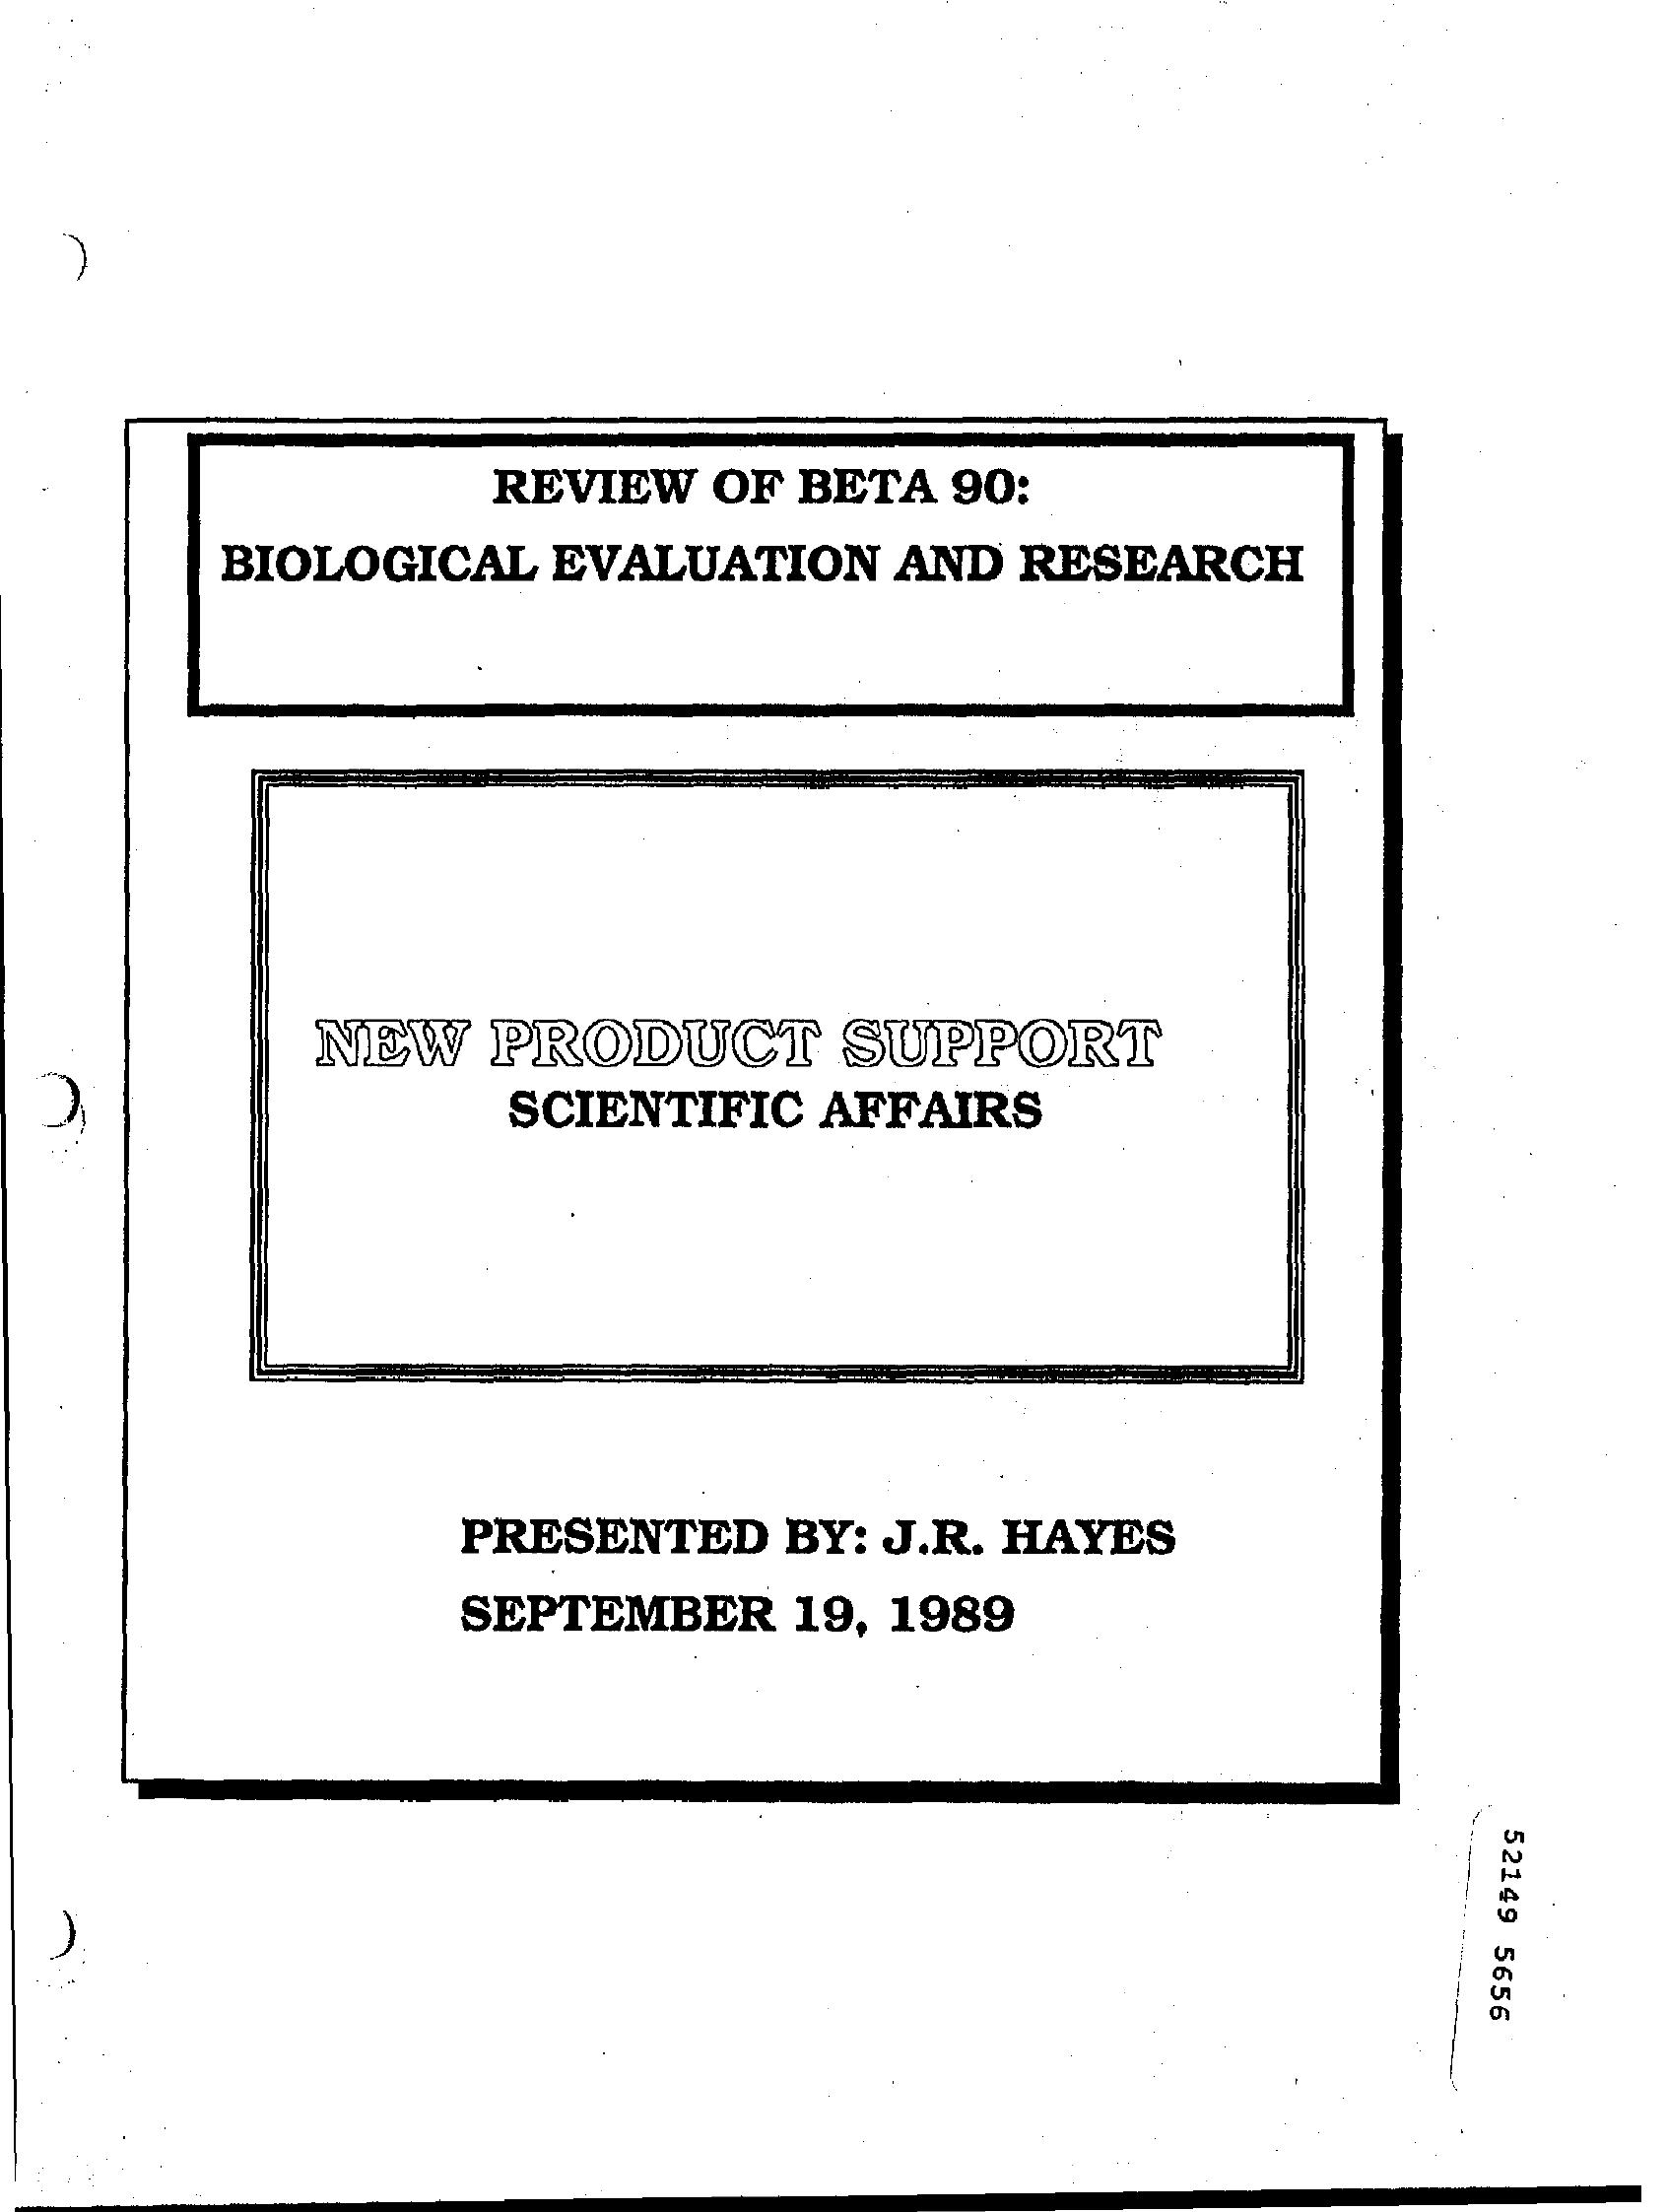 REVIEW OF BETA 90:
BIOLOGICAL EVALUATION AND RESEARCH
NEW PRODUCT SUPPORT
SCIENTIFIC AFFAIRS
PRESENTED BY: J.R. HAYES
SEPTEMBER 19, 1989
52149 5656